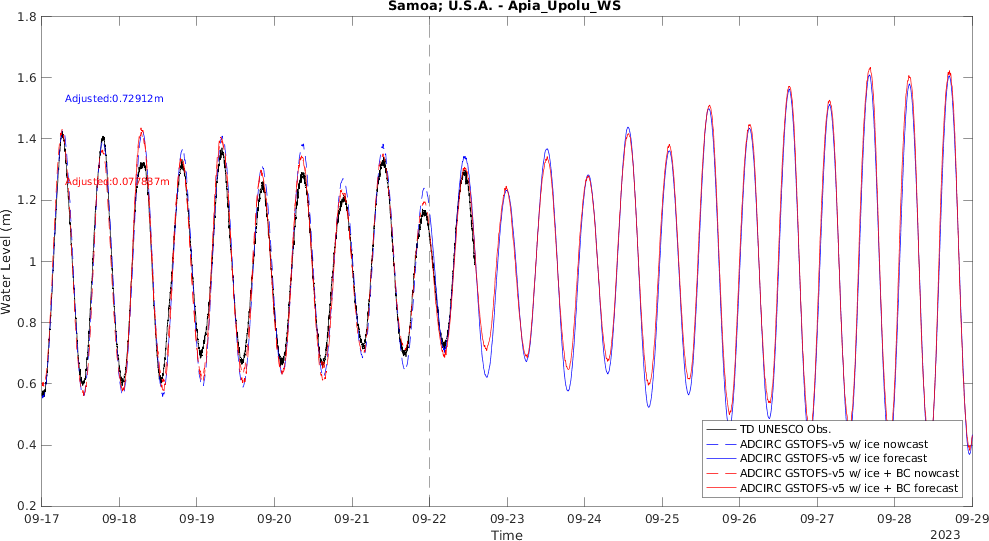 Samoa; U.S.A. - Apia_Upolu_WS
1.8
1.6
1.4
1.2
1
0.8
0.6
0.4
0.2
Water Level (m)
Adjusted:0.72912m
Adjusted:0.077837m
TD UNESCO Obs.
ADCIRC GSTOFS-v5 w/ ice nowcast
ADCIRC GSTOFS-v5 w/ ice forecast
ADCIRC GSTOFS-v5 w/ ice + BC nowcast
ADCIRC GSTOFS-v5 w/ ice + BC forecast
09-17 09-18 09-19 09-20 09-21 09-22 09-23 09-24 09-25 09-26 09-27 09-28 09-29
Time
2023